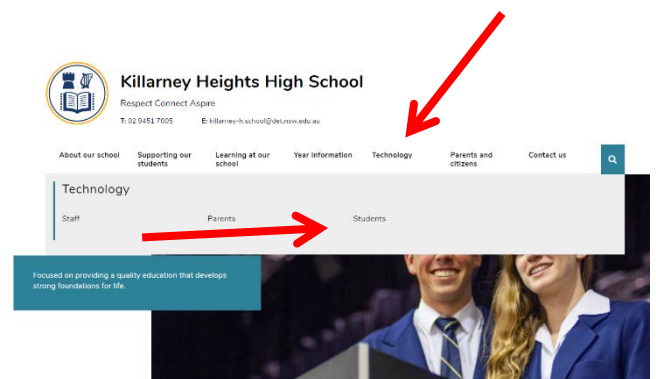 Killarney Heights High School
Respect Connect Aspire
T: 02 9451 7005 E: killarney-h.school@det.nsw.edu.au
About our school Supporting our students Learning at our school Year information Technology Parents and citizens Contact us
Technology
Staff Parents Students
Focused on providing a quality education that develops
strong foundations for life.